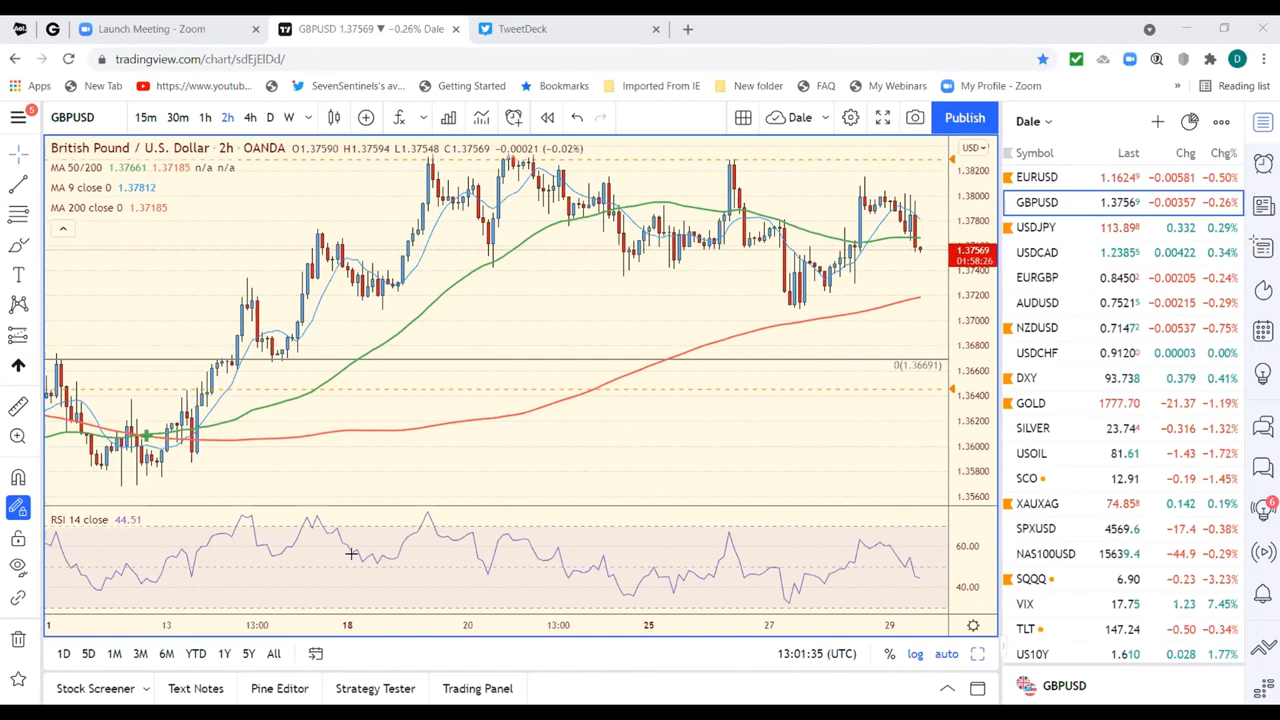 Launch Meeting - Zoom
GBPUSD 1.37569 ▼ −0.26% Dale
TweetDeck
tradingview.com/chart/sdEjElDd/
D
Apps New Tab https://www.youtub... SevenSentinels's av... Getting Started Bookmarks Imported From IE New folder FAQ My Webinars My Profile - Zoom » Reading list
5 GBPUSD 15m 30m 1h 2h 4h D W Dale Publish
British Pound / U.S. Dollar · 2h · OANDA O1.37590 H1.37594 L1.37548 C1.37569 −0.00021 (−0.02%)
MA 50/200 1.37661 1.37185 n/a n/a
MA 9 close 0 1.37812
MA 200 close 0 1.37185
USD
1.38200
1.38000
1.37800
1.37569
01:58:26
1.37400
1.37200
1.37000
1.36800
1.36600
1.36400
1.36200
1.36000
1.35800
1.35600
0(1.36691)
RSI 14 close 44.51
60.00
40.00
1 13 13:00 18 20 13:00 25 27 29
1D 5D 1M 3M 6M YTD 1Y 5Y All 13:01:35 (UTC) % log auto
Stock Screener Text Notes Pine Editor Strategy Tester Trading Panel
Dale
Symbol Last Chg Chg%
EURUSD 1.1624⁹ −0.00581 −0.50%
GBPUSD 1.3756⁹ −0.00357 −0.26%
USDJPY 113.89⁸ 0.332 0.29%
USDCAD 1.2385⁵ 0.00422 0.34%
EURGBP 0.8450² −0.00205 −0.24%
AUDUSD 0.7521⁵ −0.00215 −0.29%
NZDUSD 0.7147² −0.00537 −0.75%
USDCHF 0.9120⁰ 0.00003 0.00%
DXY 93.738 0.379 0.41%
GOLD 1777.70 −21.37 −1.19%
SILVER 23.74⁴ −0.316 −1.32%
USOIL 81.61 −1.43 −1.72%
SCO 12.91 −0.19 −1.45%
XAUXAG 74.85⁸ 0.142 0.19%
SPXUSD 4569.6 −17.4 −0.38%
NAS100USD 15639.4 −44.9 −0.29%
SQQQ 6.90 −0.23 −3.23%
VIX 17.75 1.23 7.45%
TLT 147.24 −0.50 −0.34%
US10Y 1.610 0.028 1.77%
GBPUSD
6